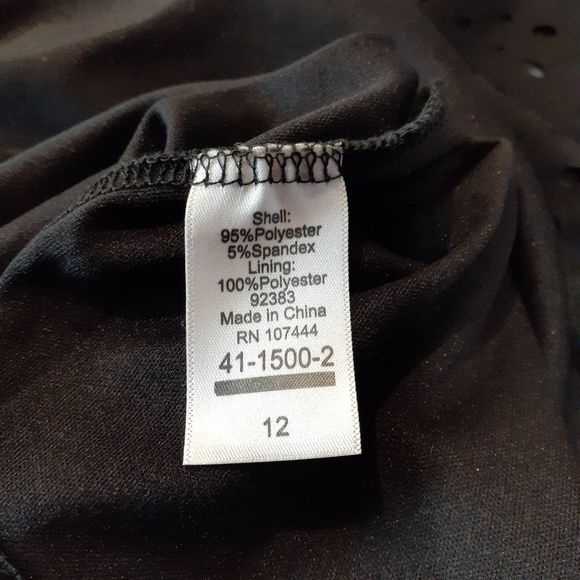 Shell:
95%Polyester
5%Spandex
Lining:
100%Polyester
92383
Made in China
RN 107444
41-1500-2
12